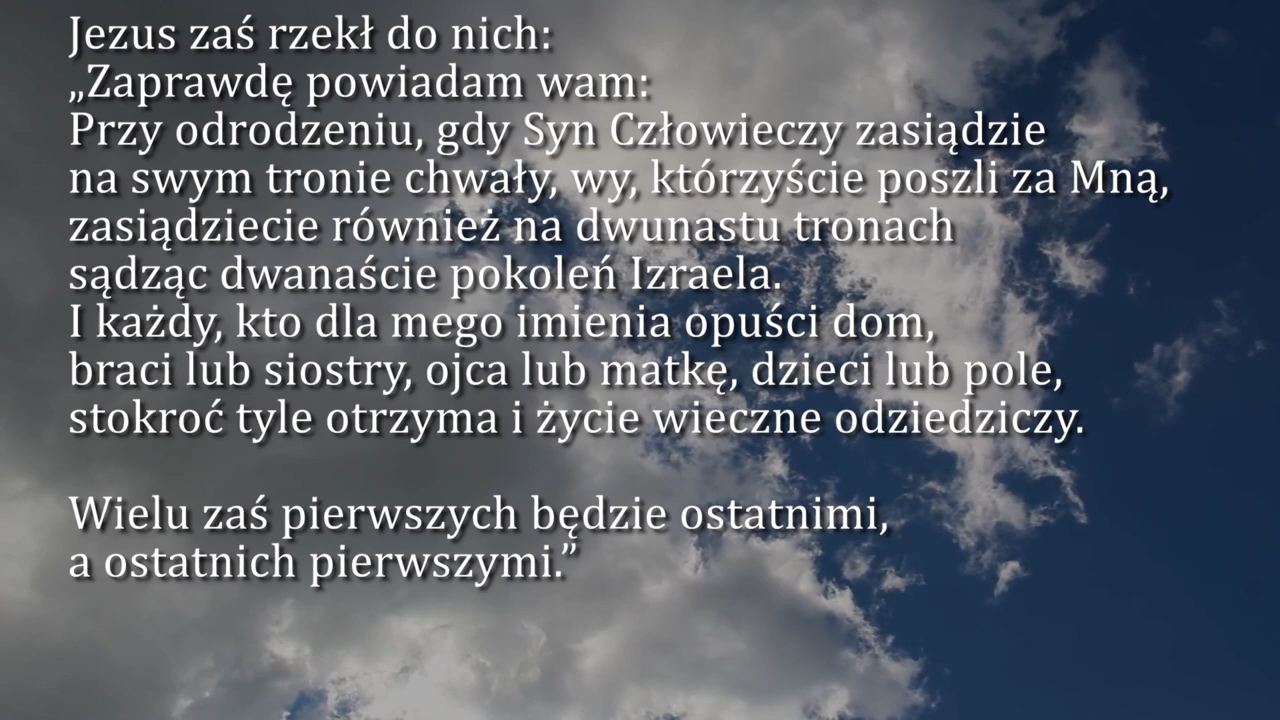 Jezus zaś rzekł do nich:
„Zaprawdę powiadam wam:
Przy odrodzeniu, gdy Syn Człowieczy zasiądzie
na swym tronie chwały, wy, którzyście poszli za Mną,
zasiądziecie również na dwunastu tronach
sądząc dwanaście pokoleń Izraela.
I każdy, kto dla mego imienia opuści dom,
braci lub siostry, ojca lub matkę, dzieci lub pole,
stokroć tyle otrzyma i życie wieczne odziedziczy.
Wielu zaś pierwszych będzie ostatnimi,
a ostatnich pierwszymi.”